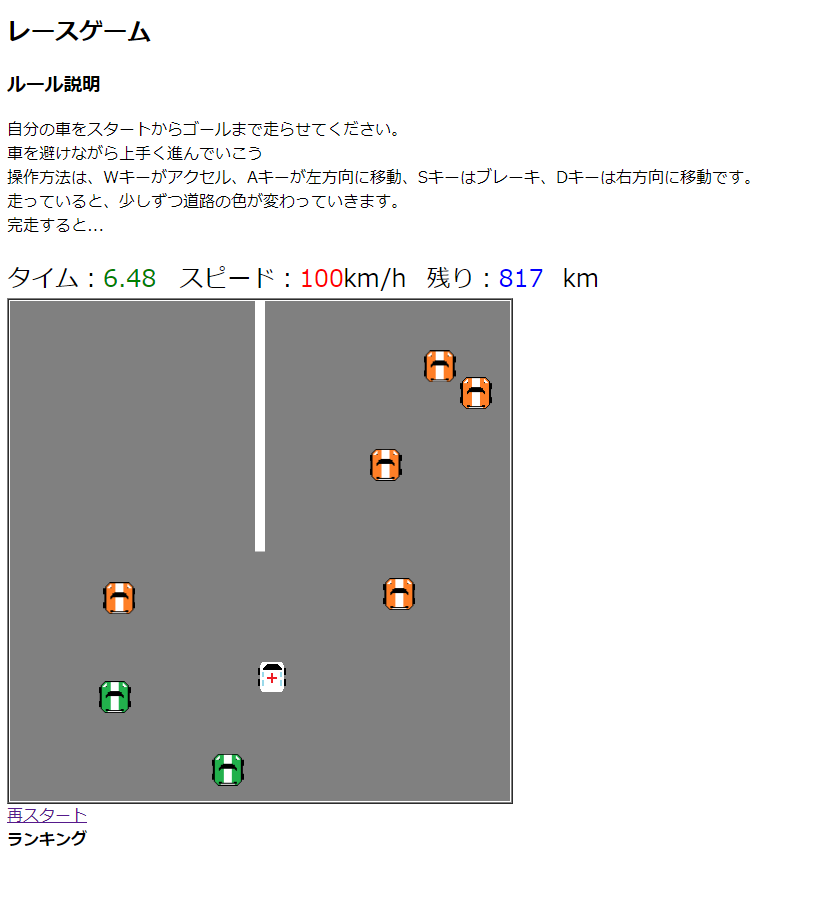 レースゲーム
ルール説明
自分の車をスタートからゴールまで走らせてください。
車を避けながら上手く進んでいこう
操作方法は、Wキーがアクセル、Aキーが左方向に移動、Sキーはブレーキ、Dキーは右方向に移動です。
走っていると、少しずつ道路の色が変わっていきます。
完走すると...
タイム：6.48 スピード：100km/h 残り：817 km
再スタート
ランキング